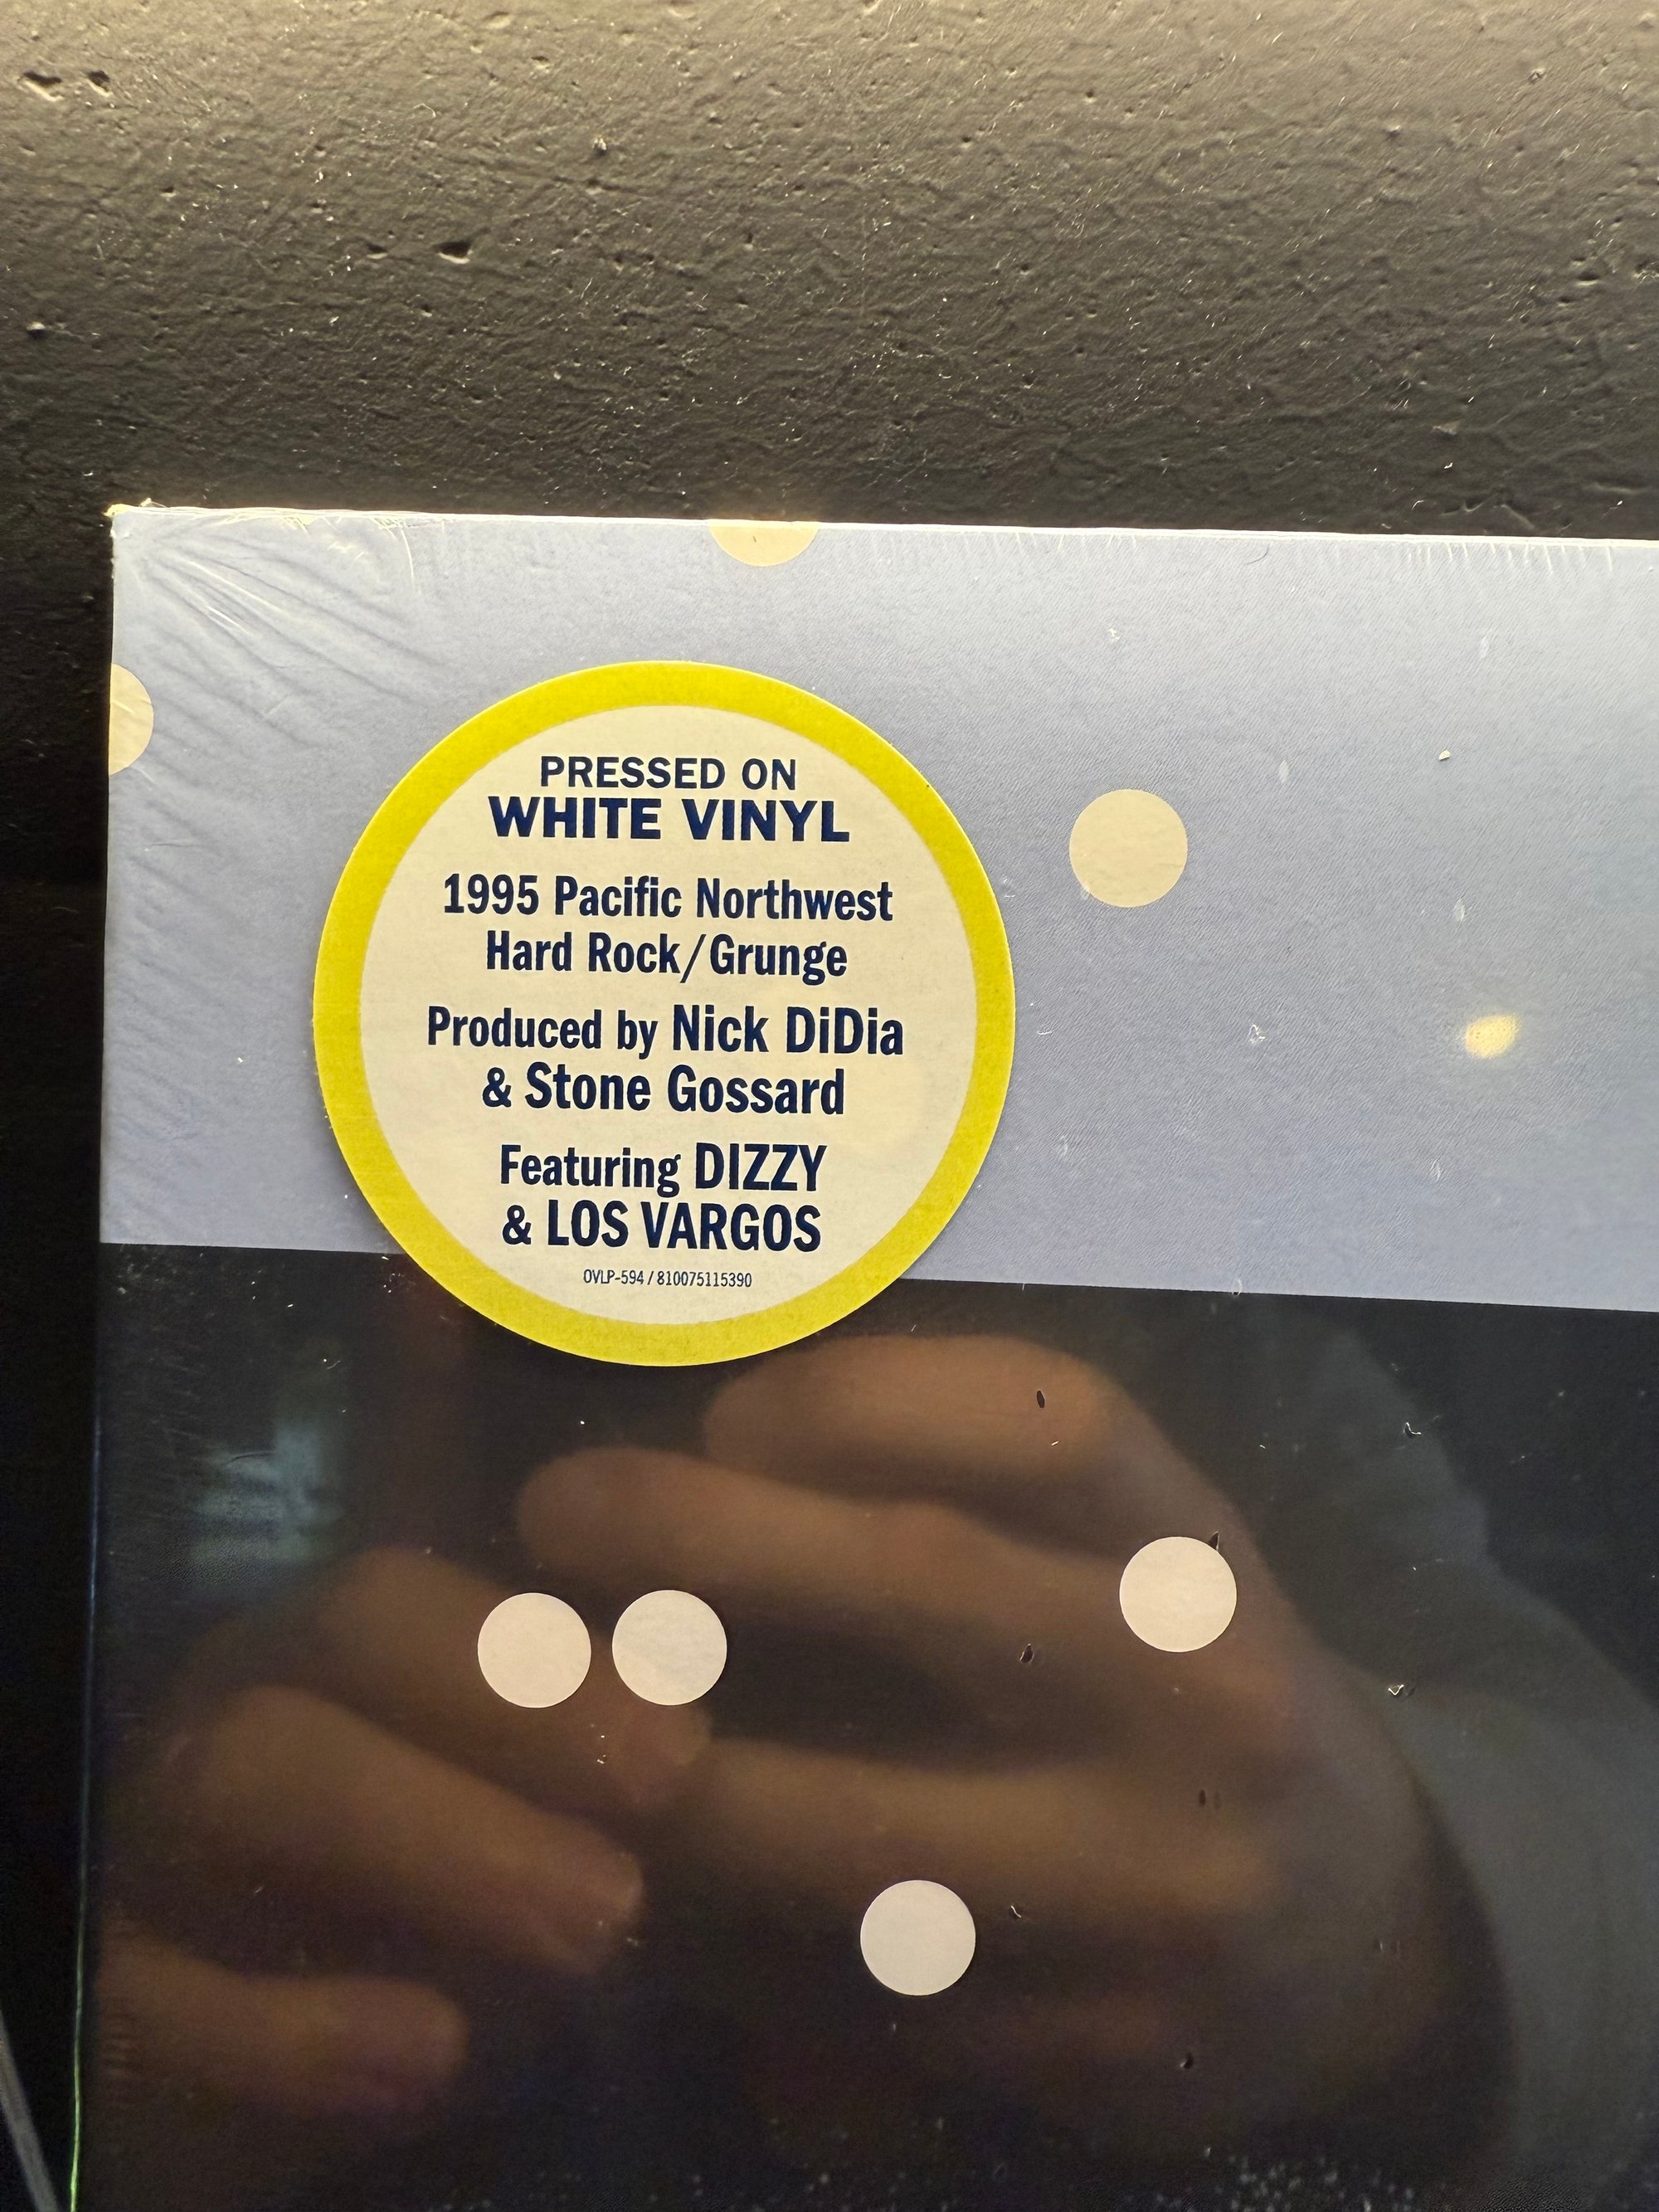 PRESSED ON
WHITE VINYL
1995 Pacific Northwest
Hard Rock/Grunge
Produced by Nick DiDia
& Stone Gossard
Featuring DIZZY
& LOS VARGOS
OVLP-594 / 810075115390